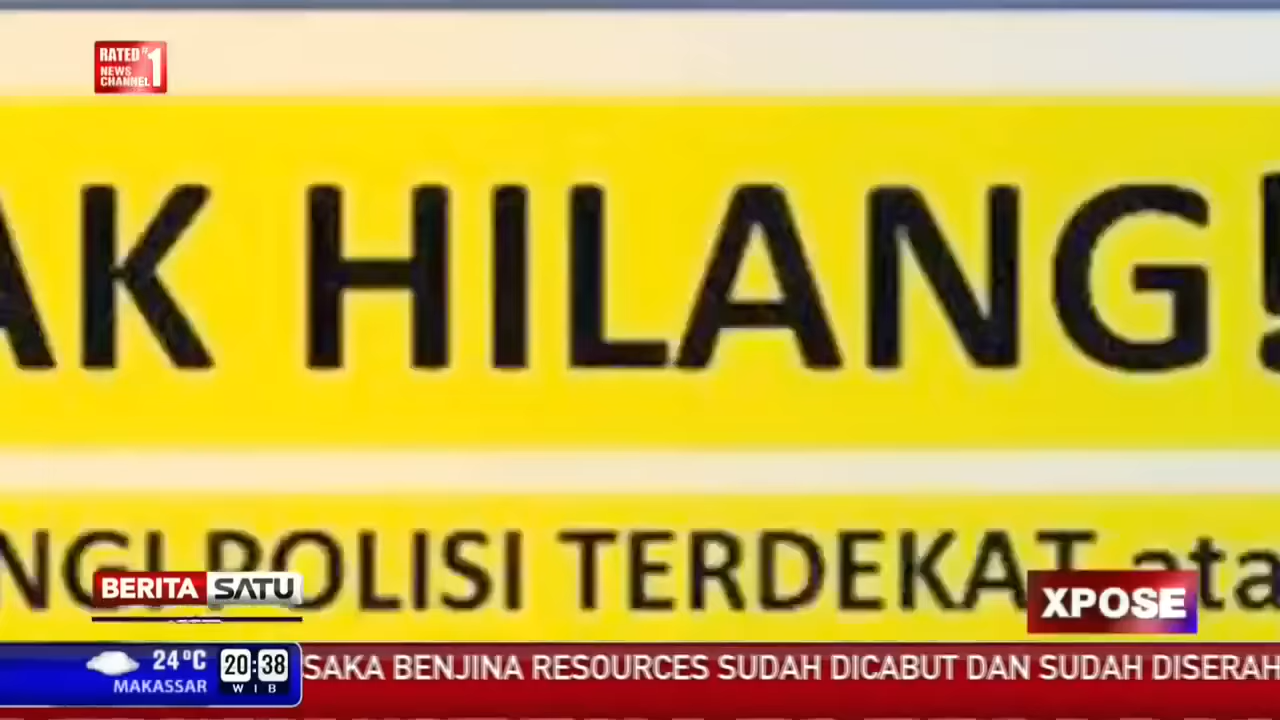 RATED #1
NEWS
CHANNEL
AK HILANG!
NGI POLISI TERDEKAT ata
BERITA SATU
XPOSE
24°C
20:38
MAKASSAR
WIB
SAKA BENJINA RESOURCES SUDAH DICABUT DAN SUDAH DISERAH